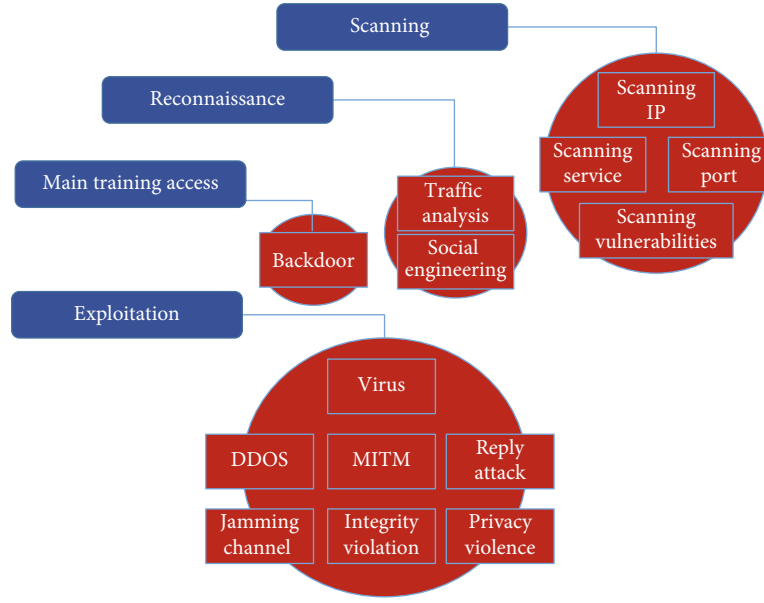 Scanning
Scanning
IP
Scanning
service
Scanning
port
Scanning
vulnerabilities
Reconnaissance
Traffic
analysis
Social
engineering
Main training access
Backdoor
Exploitation
Virus
DDOS
MITM
Reply
attack
Jamming
channel
Integrity
violation
Privacy
violence